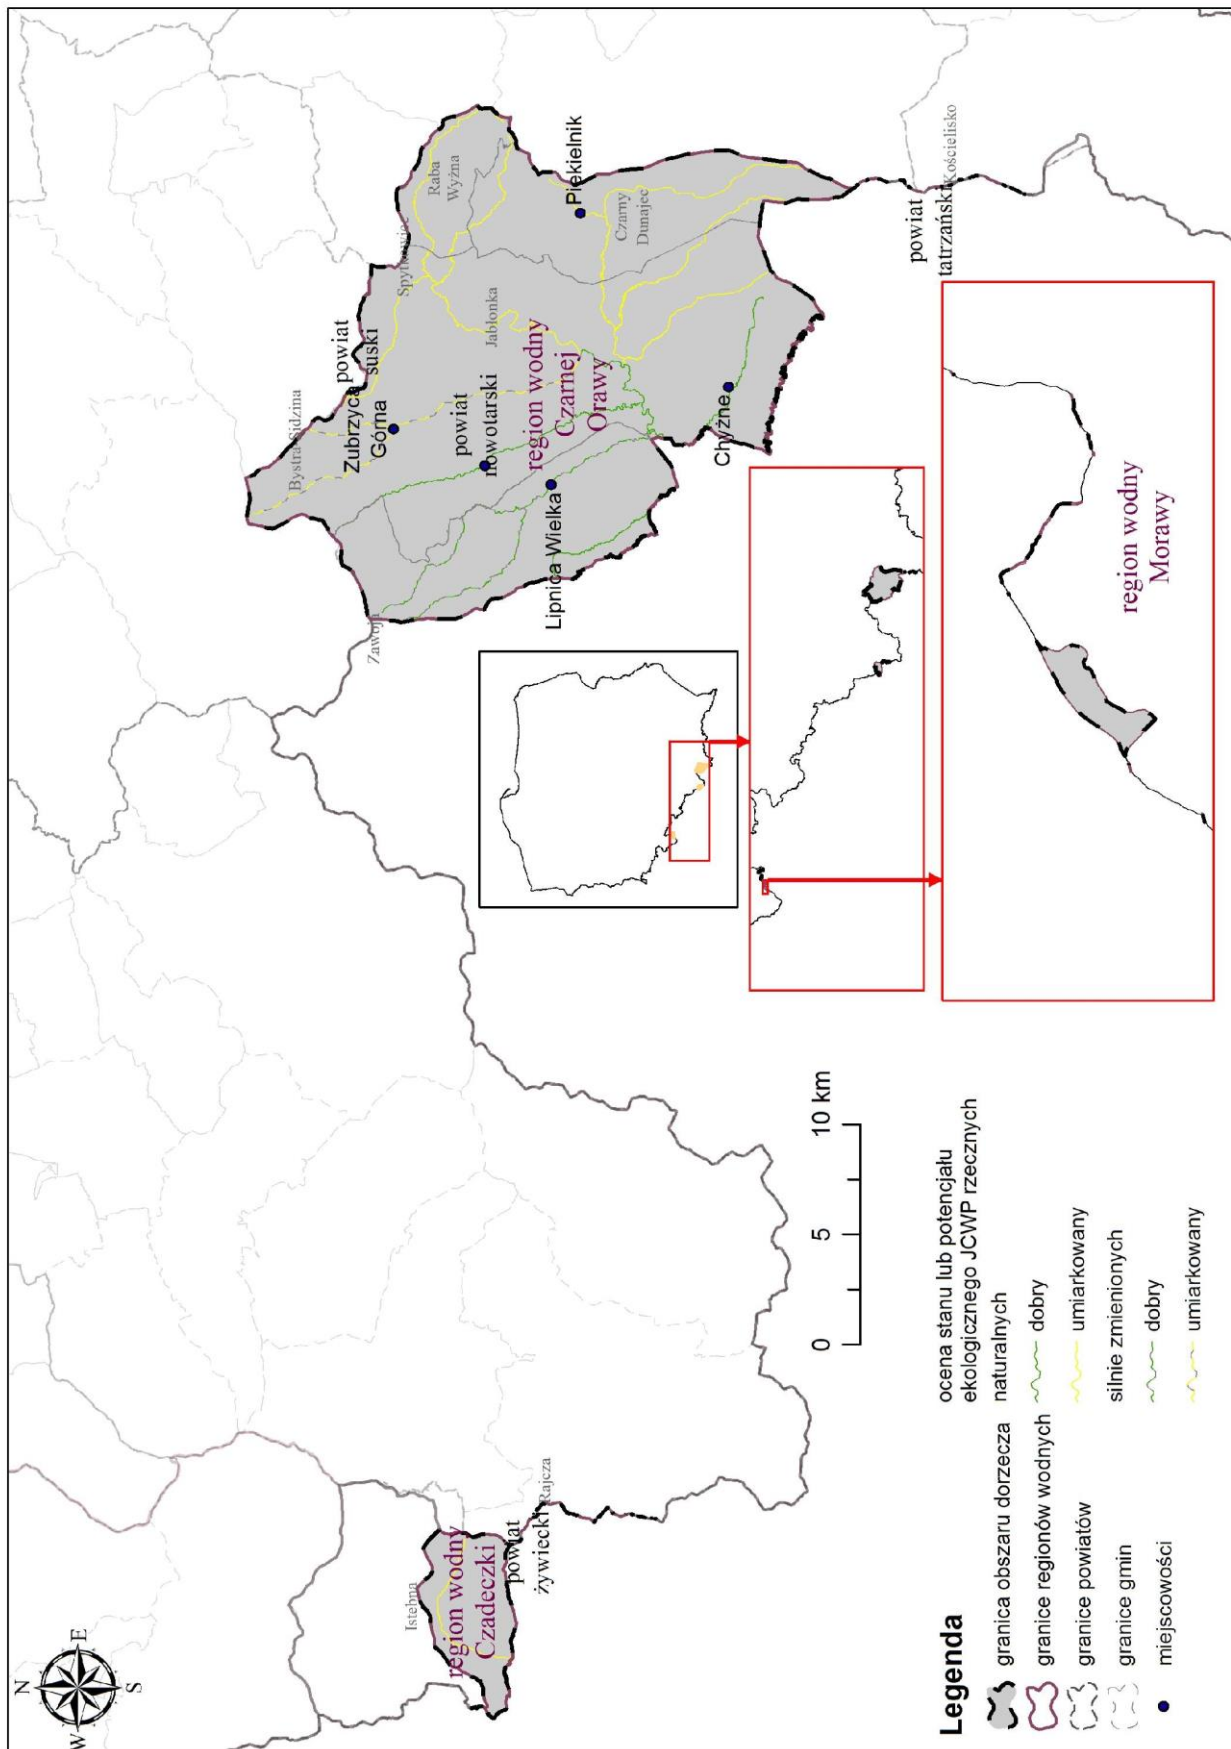 N
W
E
S
Istebna
region wodny
Czadeczki
powiat
żywiecki
Rajcza
Zawoja
Bystra-Sidzina
Zubrzyca
Górna
powiat
suski
Spytkowice
Raba
Wyżna
powiat
nowotarski
Jabłonka
Lipnica Wielka
region wodny
Czarnej
Orawy
Piekielnik
Czarny
Dunajec
Chyżne
powiat
tatrzański
Kościelisko
region wodny
Morawy
0
5
10 km
Legenda
granica obszaru dorzecza
granice regionów wodnych
granice powiatów
granice gmin
miejscowości
ocena stanu lub potencjału
ekologicznego JCWP rzecznych
naturalnych
dobry
umiarkowany
silnie zmienionych
dobry
umiarkowany